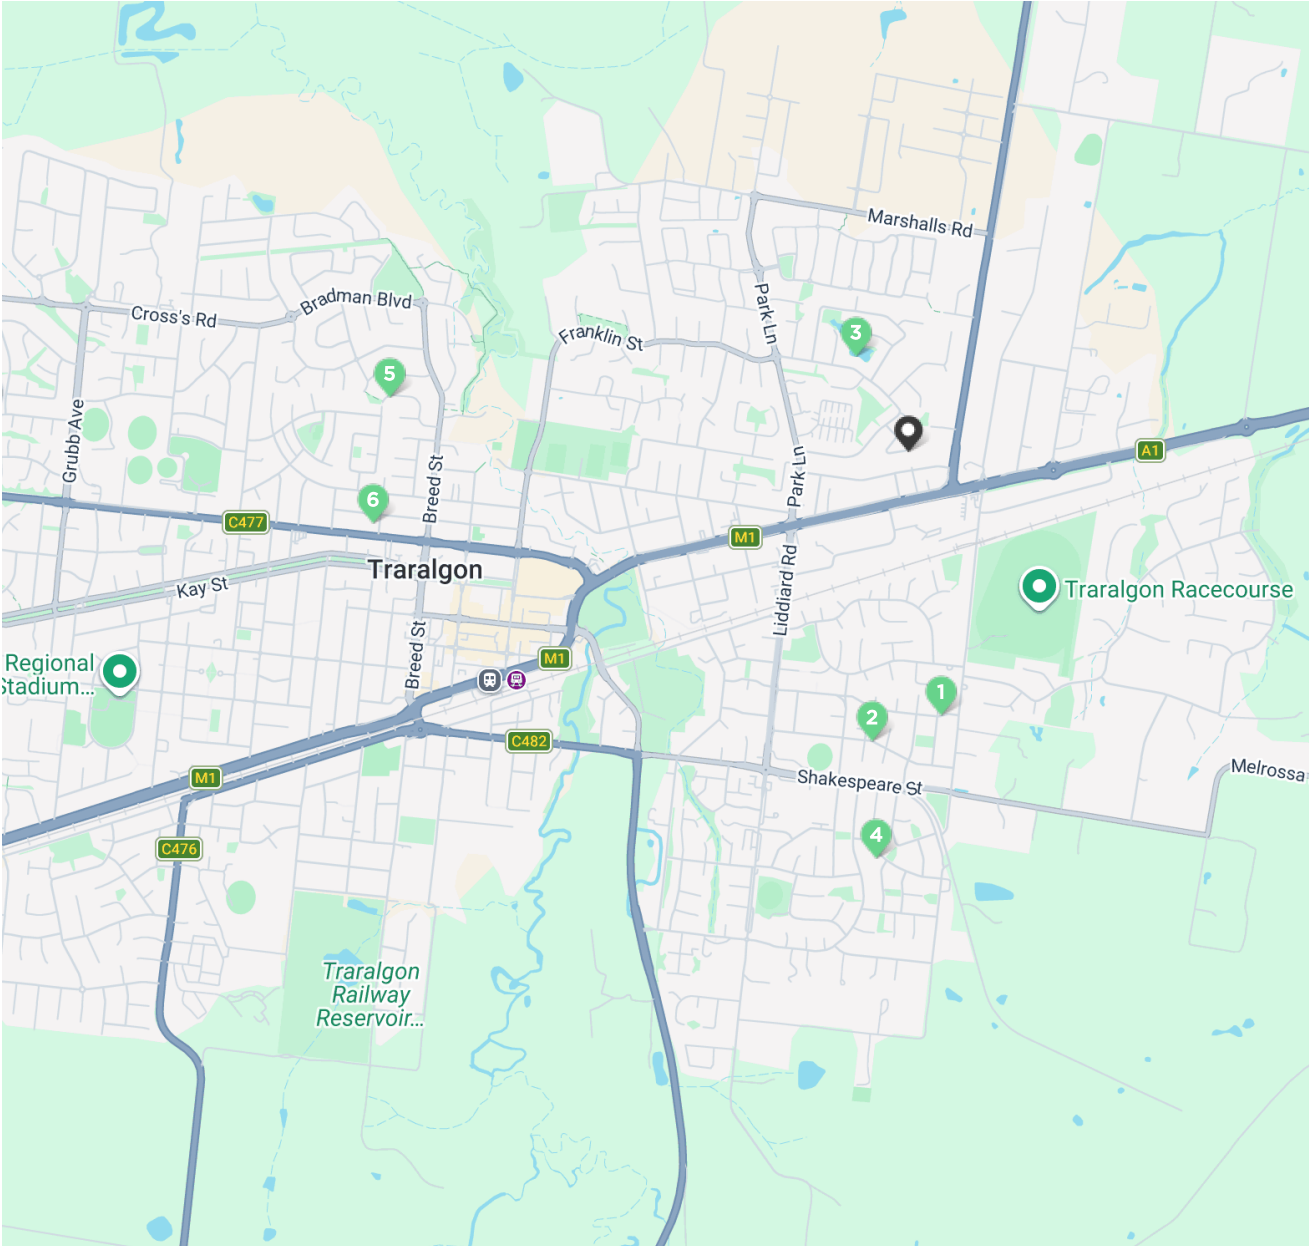 Marshalls Rd
Bradman Blvd
Cross's Rd
Park Ln
Franklin St
3
5
Grubb Ave
A1
Park Ln
Breed St
6
C477
M1
Traralgon
Kay St
Liddiard Rd
Traralgon Racecourse
Breed St
M1
Regional
Stadium...
1
2
C482
M1
Shakespeare St
Melrossa
4
C476
Traralgon
Railway
Reservoir...